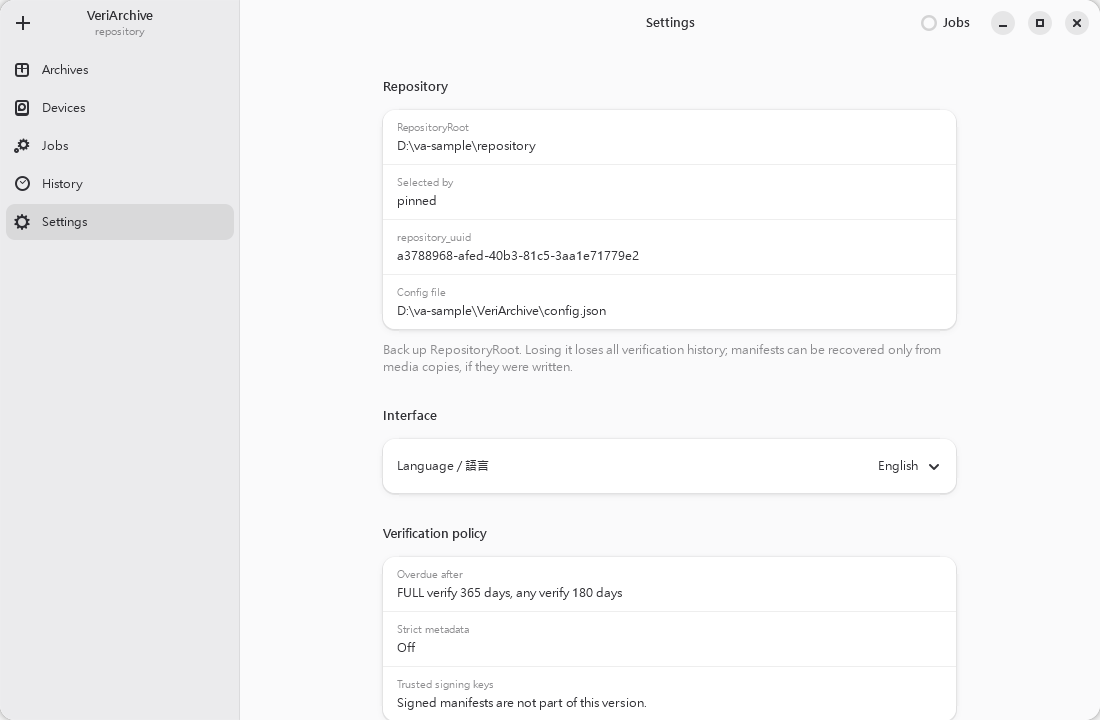 VeriArchive
repository
Archives
Devices
Jobs
History
Settings
Settings
Jobs
Repository
RepositoryRoot
D:\va-sample\repository
Selected by
pinned
repository_uuid
a3788968-afed-40b3-81c5-3aa1e71779e2
Config file
D:\va-sample\VeriArchive\config.json
Back up RepositoryRoot. Losing it loses all verification history; manifests can be recovered only from
media copies, if they were written.
Interface
Language / 語言
English
Verification policy
Overdue after
FULL verify 365 days, any verify 180 days
Strict metadata
Off
Trusted signing keys
Signed manifests are not part of this version.